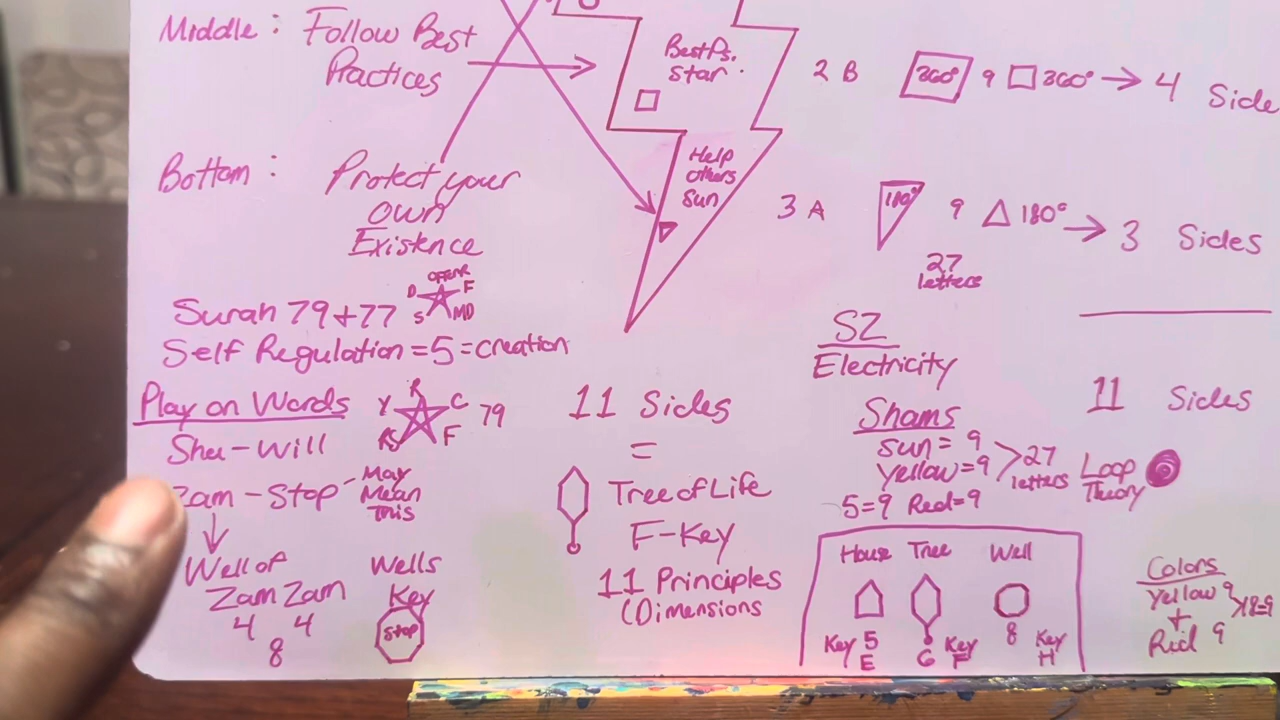 Middle: Follow Best
Practices
Best Ps.
star.
2 B
360°
9
360°
4
Side
Bottom: Protect your
own
Existence
Help
others
Sun
3 A
180°
9
180°
3 Sides
27
letters
Surah 79+77
D
F
S
MD
Self Regulation = 5 = creation
SZ
Electricity
Play on Words
Y
R
C
79
F
11 Sides
=
Shams
sun = 9
yellow = 9
27
letters
5=9 Red=9
11 Sides
Loop
Theory
Zam - Stop
May
Mean
This
Tree of Life
F-Key
Well of
Zam Zam
4 4
8
Wells
Key
Stop
11 Principles
(Dimensions
House Tree Well
Key 5
E
Key
F
8
Key
H
Colors
Yellow 9
+
Red 9